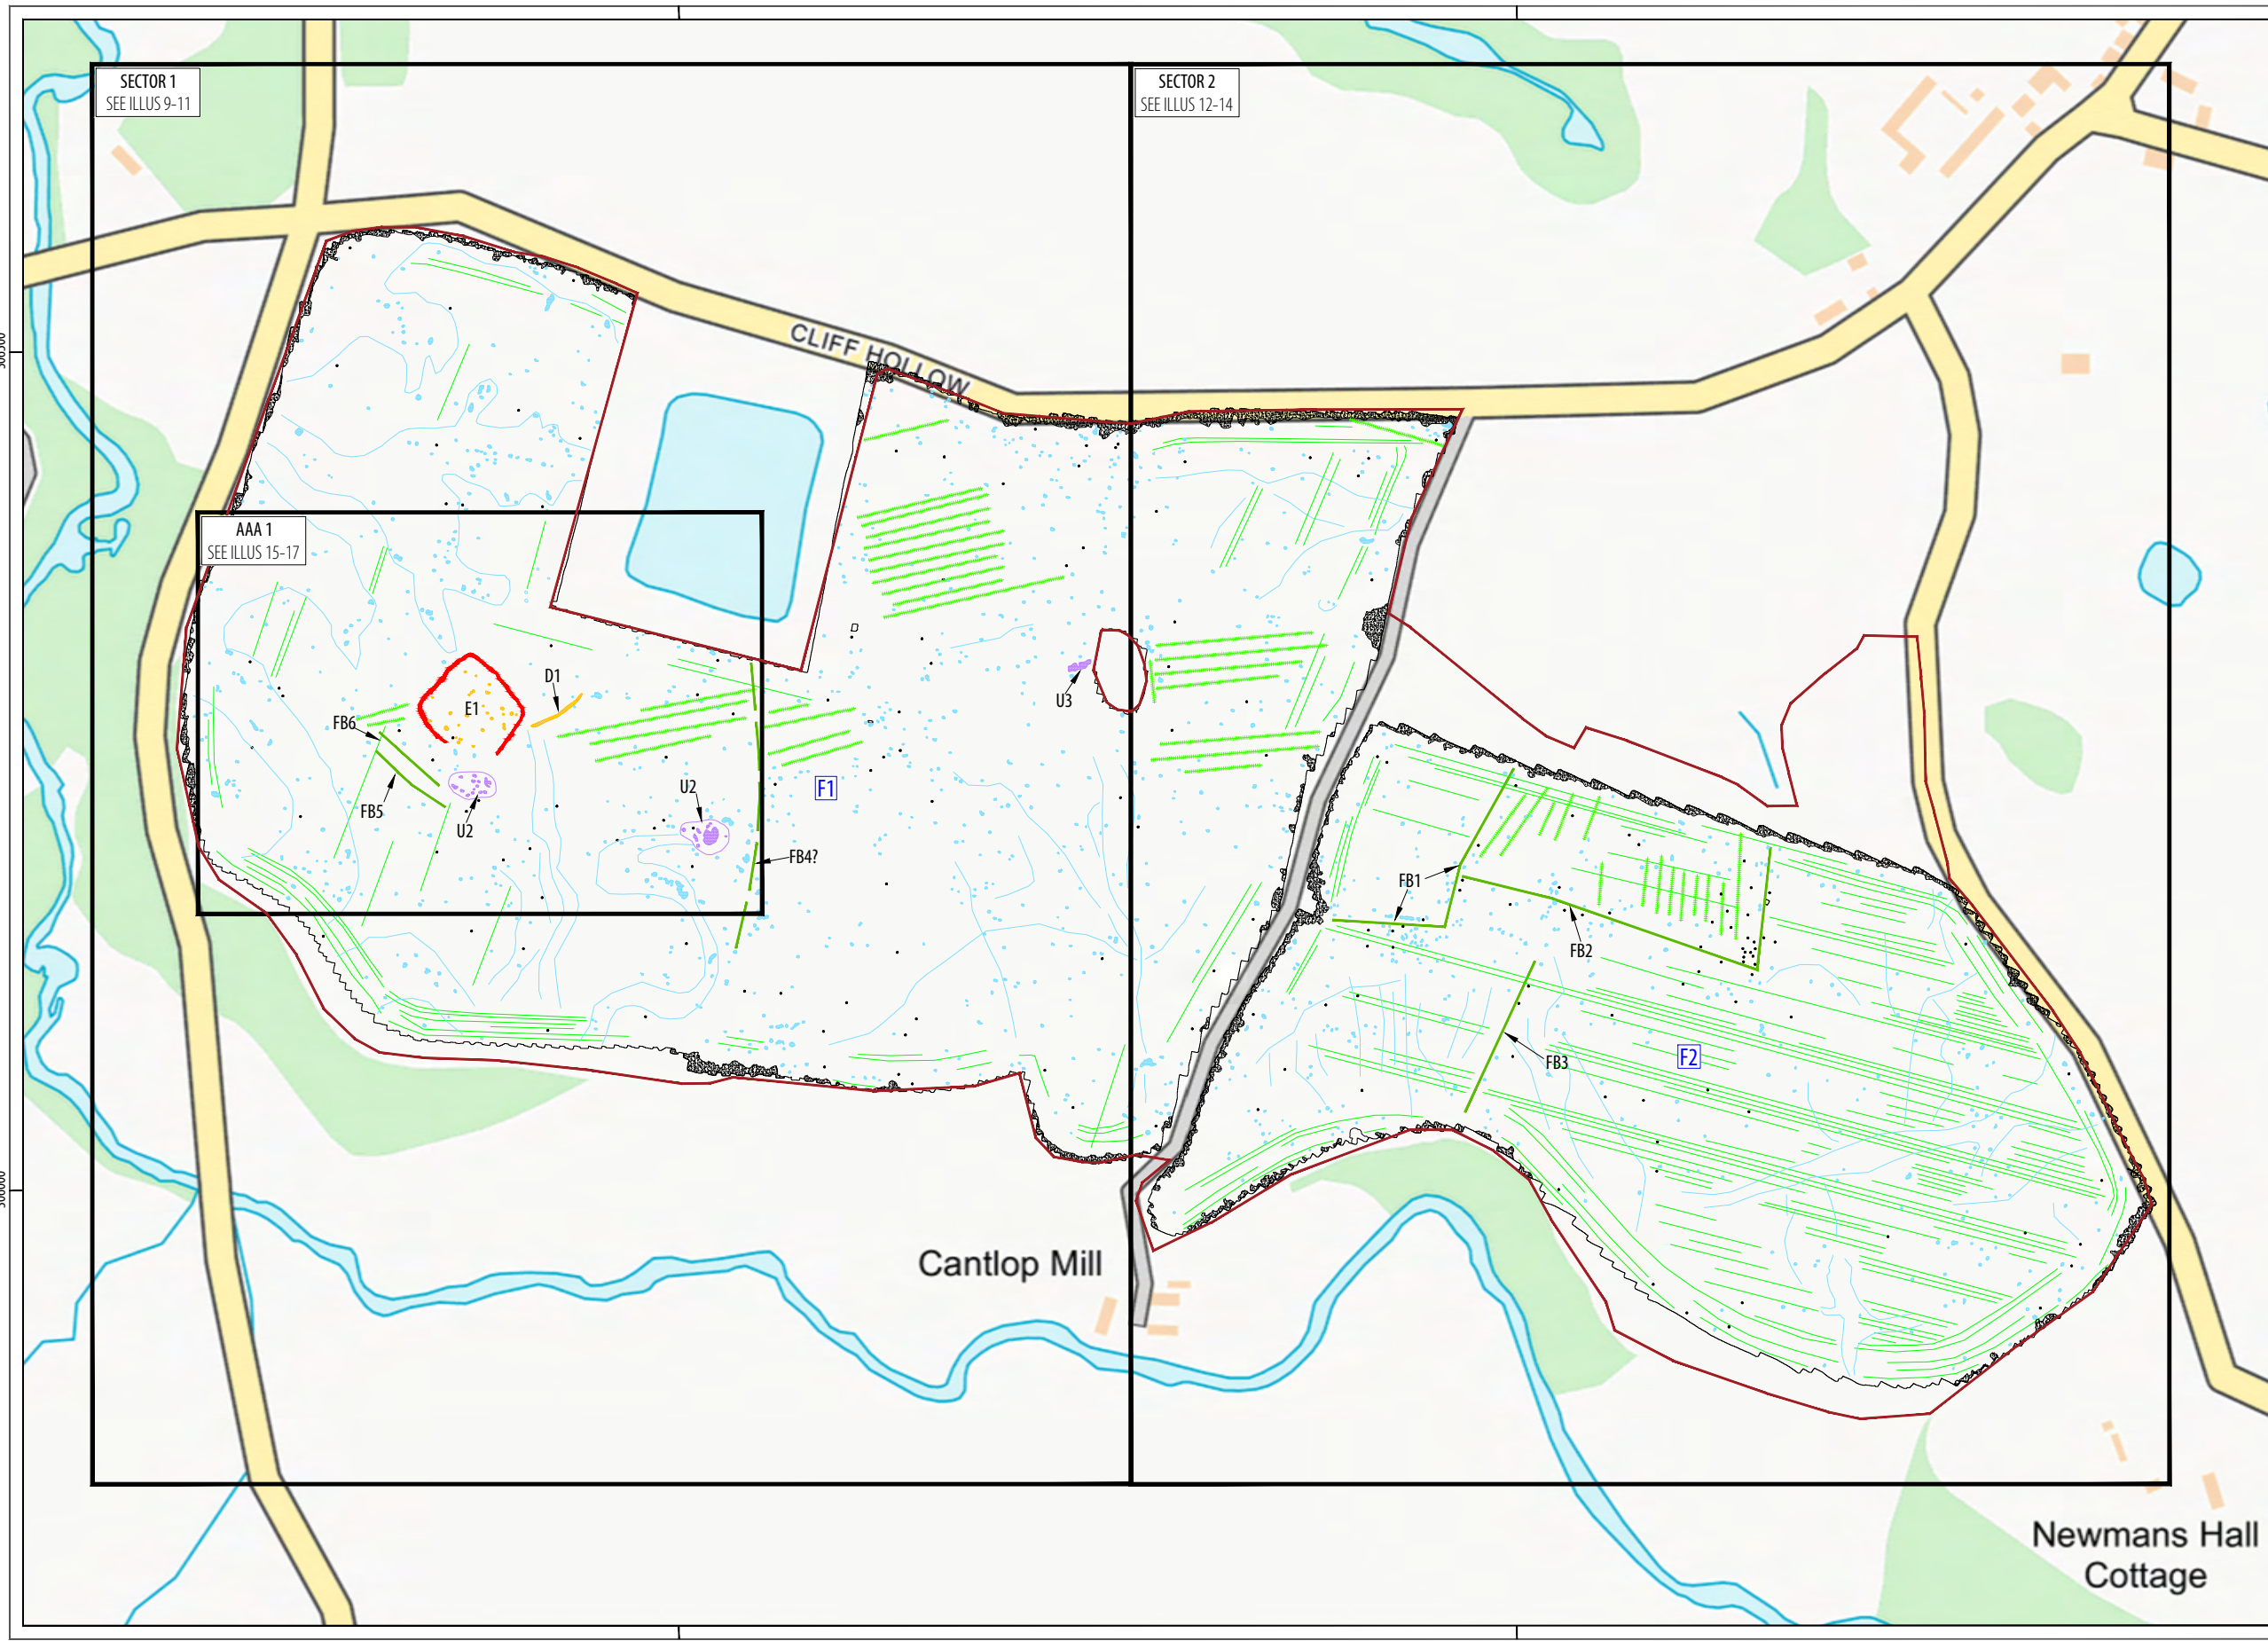 SECTOR 1
SEE ILLUS 9-11
SECTOR 2
SEE ILLUS 12-14
CLIFF HOLLOW
AAA 1
SEE ILLUS 15-17
D1
E1
U3
FB6
FB5
U2
U2
F1
FB4?
FB1
FB2
FB3
F2
Cantlop Mill
Newmans Hall
Cottage